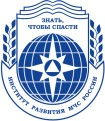 ЗНАТЬ,
ЧТОБЫ СПАСТИ
ИНСТИТУТ РАЗВИТИЯ МЧС РОССИИ